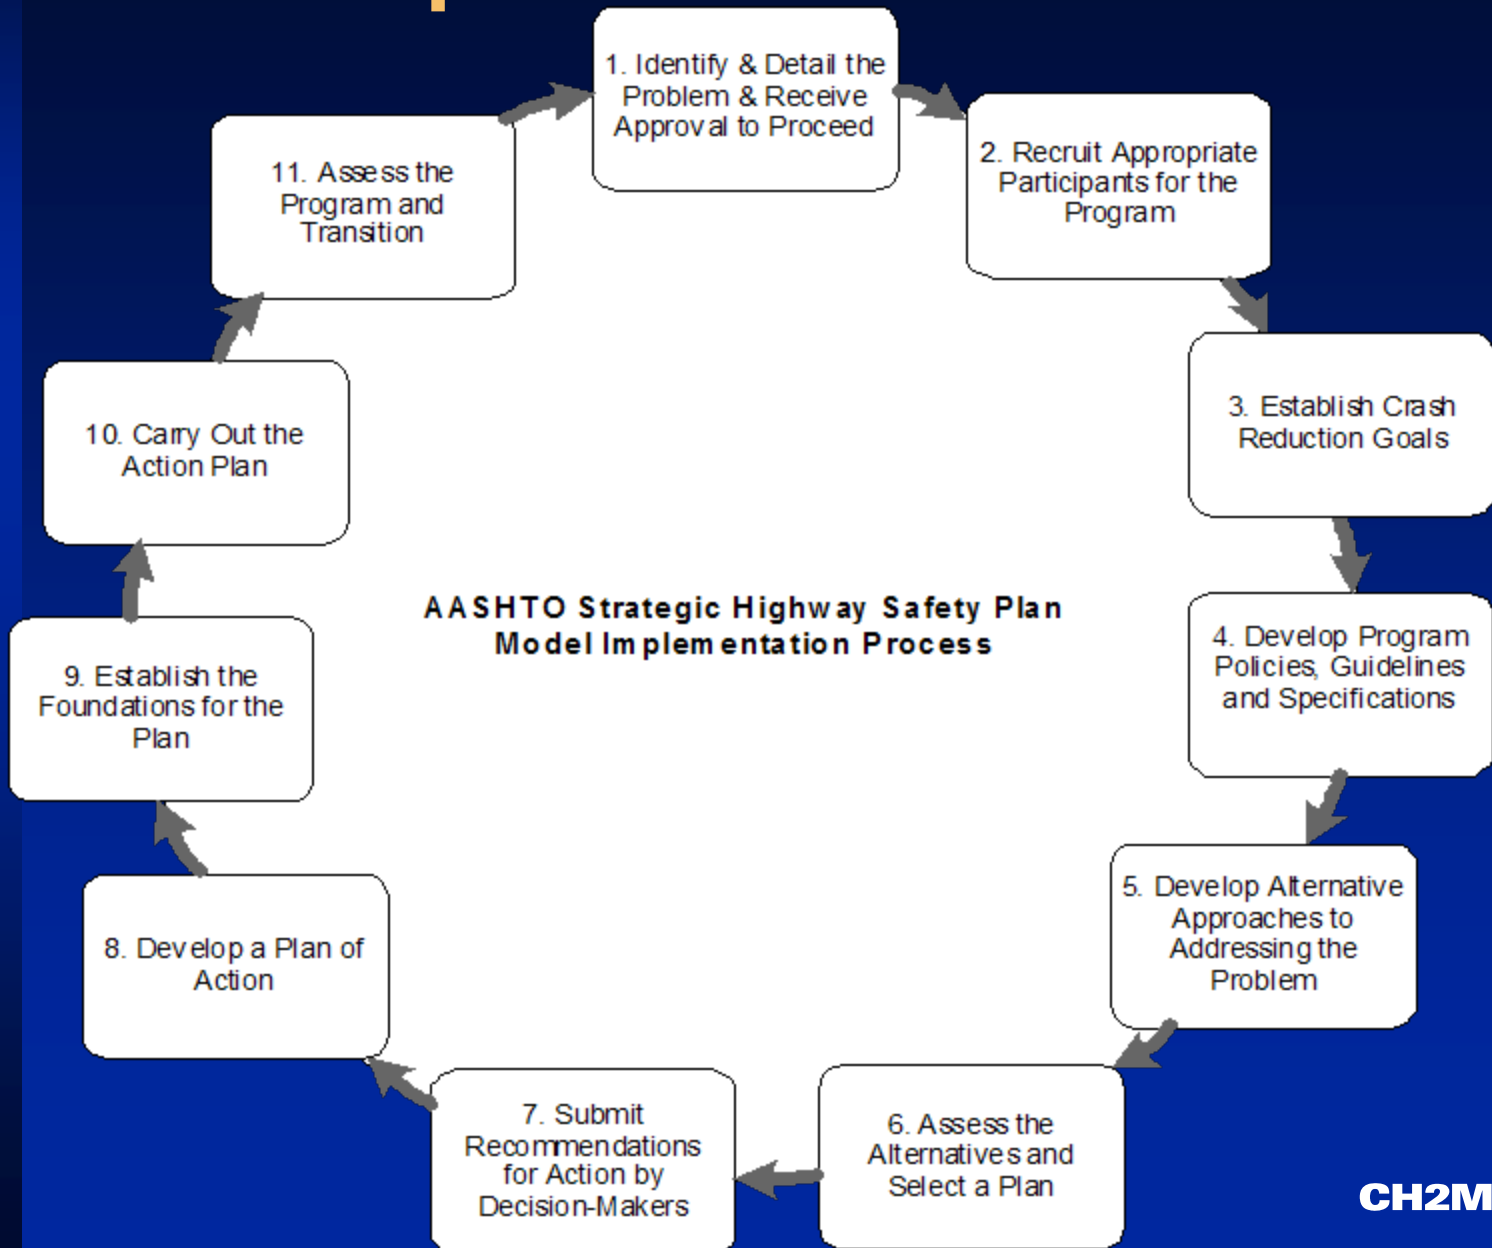 1. Identify & Detail the
Problem & Receive
Approval to Proceed
2. Recruit Appropriate
Participants for the
Program
3. Establish Crash
Reduction Goals
4. Develop Program
Policies, Guidelines
and Specifications
5. Develop Alternative
Approaches to
Addressing the
Problem
6. Assess the
Alternatives and
Select a Plan
7. Submit
Recommendations
for Action by
Decision-Makers
8. Develop a Plan of
Action
9. Establish the
Foundations for the
Plan
10. Carry Out the
Action Plan
11. Assess the
Program and
Transition
AASHTO Strategic Highway Safety Plan
Model Implementation Process
CH2M